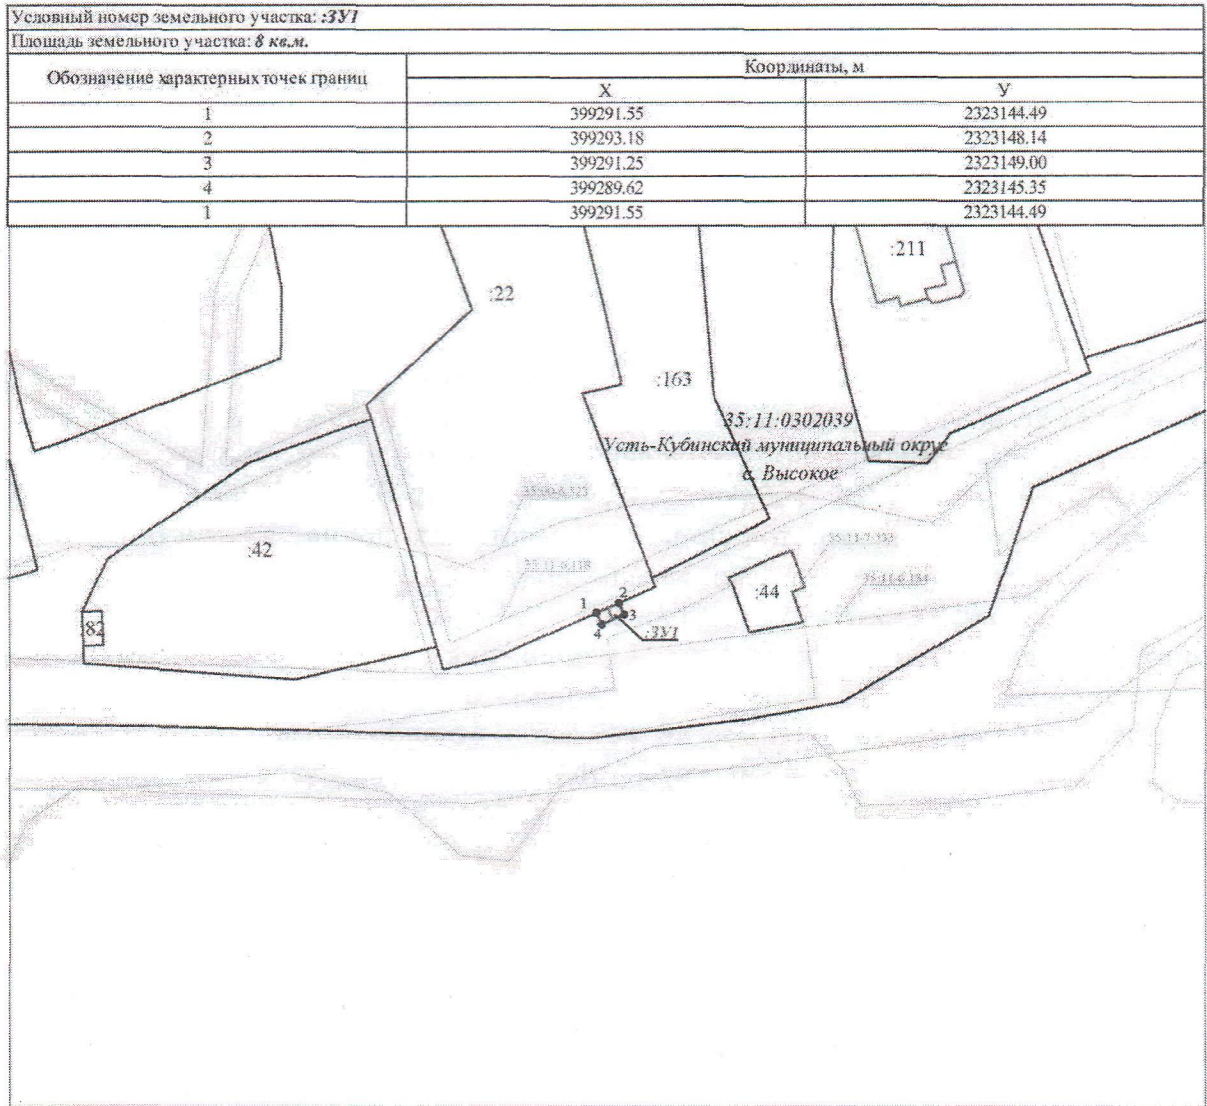 Условный номер земельного участка: :ЗУ1
Площадь земельного участка: 8 кв.м.
Обозначение характерных точек границ
Координаты, м
X У
1 399291.55 2323144.49
2 399293.18 2323148.14
3 399291.25 2323149.00
4 399289.62 2323145.35
1 399291.55 2323144.49
:211
:22
:163
35:11:0302039
Усть-Кубинский муниципальный округ
с. Высокое
:42
:44
:82
1
2
3
4
:ЗУ1